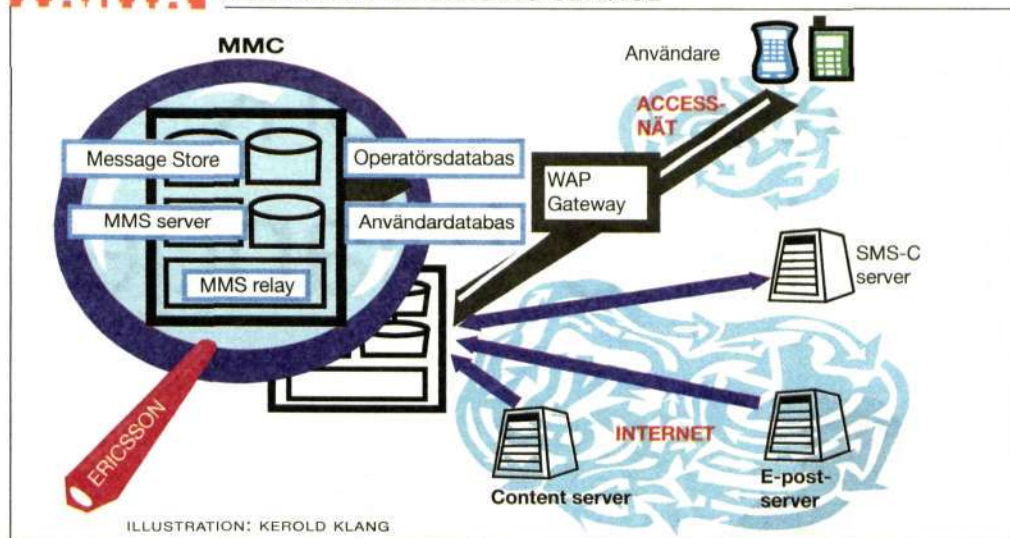 MMC
Användare
ACCESS-
NÄT
Message Store
Operatörsdatabas
WAP
Gateway
MMS server
Användardatabas
SMS-C
server
MMS relay
INTERNET
ERICSSON
Content server
E-post-
server
ILLUSTRATION: KEROLD KLANG